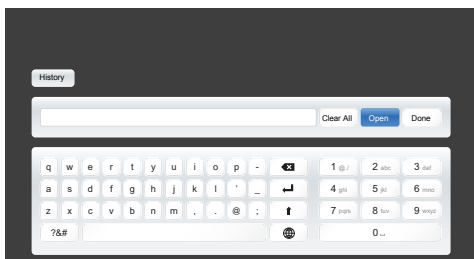 History
Clear All Open Done
q w e r t y u i o p - 1 @./ 2 abc 3 def
a s d f g h j k l ' _ 4 ghi 5 jkl 6 mno
z x c v b n m , . @ ; 7 pqrs 8 tuv 9 wxyz
?&# 0